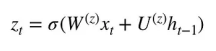 z_t = σ(W^{(z)}x_t + U^{(z)}h_{t−1})